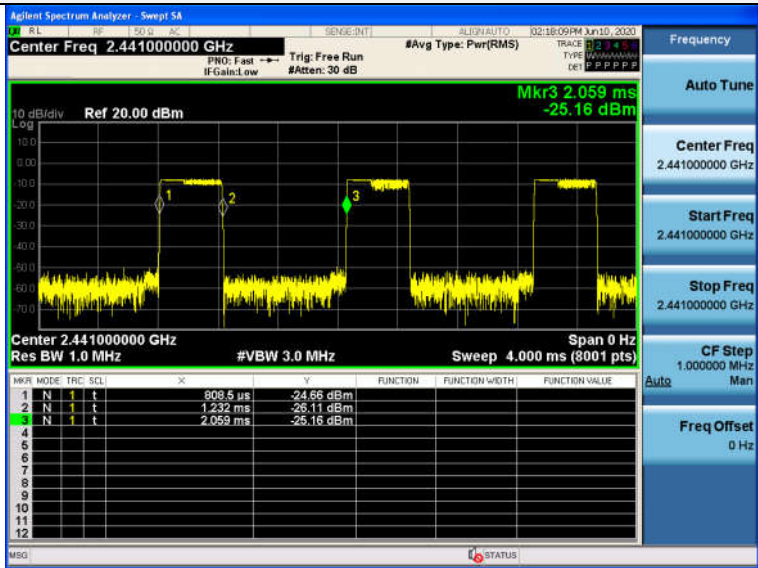 Agilent Spectrum Analyzer - Swept SA
RL RF 50 Ω AC SENSE:INT ALIGN AUTO 02:18:09 PM Jun 10, 2020
Center Freq 2.441000000 GHz #Avg Type: Pwr(RMS) TRACE 1 2 3 4 5 6
PNO: Fast Trig: Free Run TYPE
IFGain:Low #Atten: 30 dB DET P P P P P P
Frequency
Mkr3 2.059 ms
-25.16 dBm
10 dB/div Ref 20.00 dBm
Log
10.0
0.00
-10.0
-20.0
-30.0
-40.0
-50.0
-60.0
-70.0
1
2
3
Center 2.441000000 GHz Span 0 Hz
Res BW 1.0 MHz #VBW 3.0 MHz Sweep 4.000 ms (8001 pts)
MKR MODE TRC SCL X Y FUNCTION FUNCTION WIDTH FUNCTION VALUE
1 N 1 t 808.5 µs -24.66 dBm
2 N 1 t 1.232 ms -26.11 dBm
3 N 1 t 2.059 ms -25.16 dBm
4
5
6
7
8
9
10
11
12
MSG STATUS
Auto Tune
Center Freq
2.441000000 GHz
Start Freq
2.441000000 GHz
Stop Freq
2.441000000 GHz
CF Step
1.000000 MHz
Auto Man
Freq Offset
0 Hz